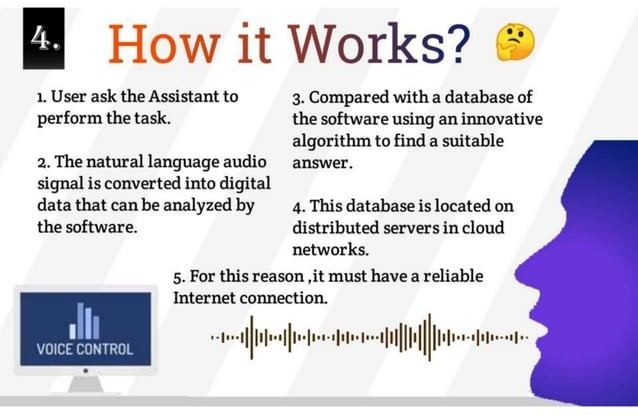 4.
How it Works?
1. User ask the Assistant to
perform the task.
2. The natural language audio
signal is converted into digital
data that can be analyzed by
the software.
3. Compared with a database of
the software using an innovative
algorithm to find a suitable
answer.
4. This database is located on
distributed servers in cloud
networks.
5. For this reason ,it must have a reliable
Internet connection.
VOICE CONTROL